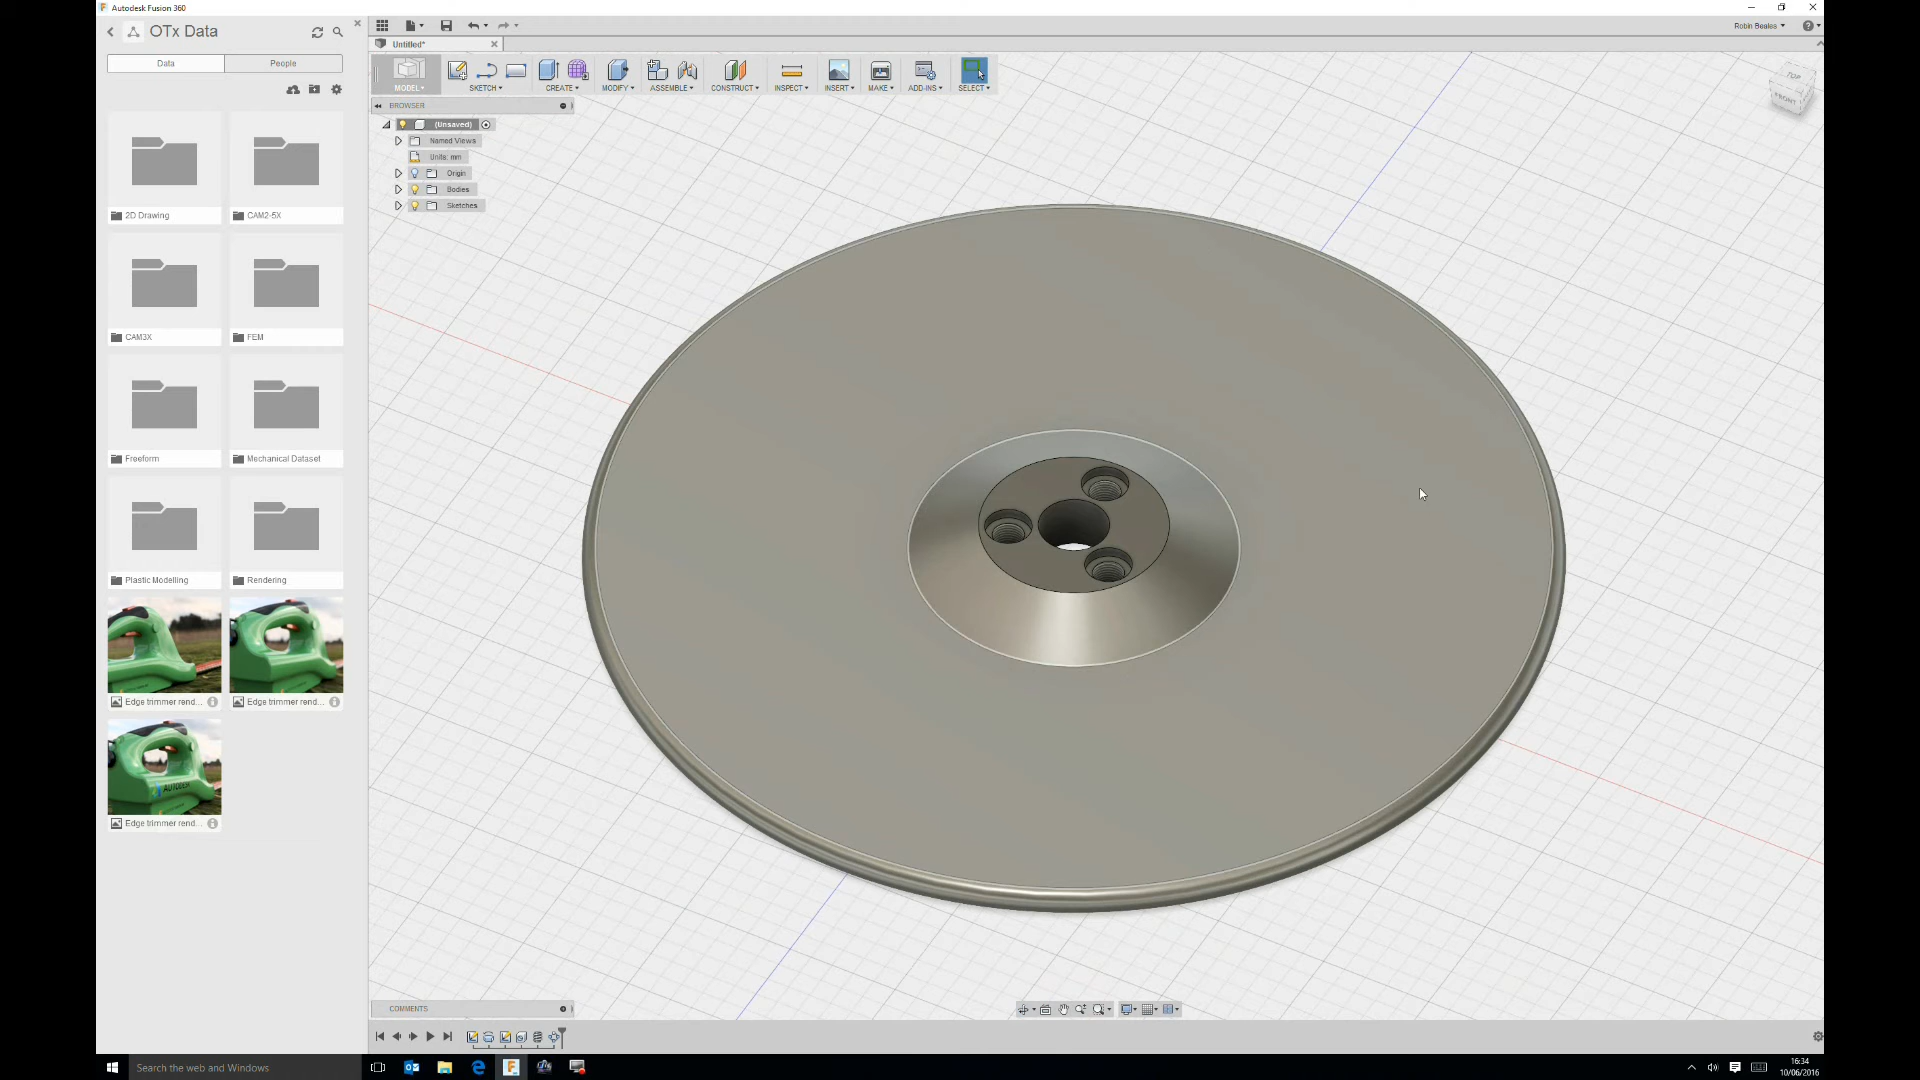 Autodesk Fusion 360
OTx Data
Data
People
2D Drawing
CAM2-5X
CAM3X
FEM
Freeform
Mechanical Dataset
Plastic Modelling
Rendering
Edge trimmer rend...
Edge trimmer rend...
AUTODESK
Edge trimmer rend...
Robin Beales
Untitled*
MODEL
SKETCH
CREATE
MODIFY
ASSEMBLE
CONSTRUCT
INSPECT
INSERT
MAKE
ADD-INS
SELECT
BROWSER
(Unsaved)
Named Views
Units: mm
Origin
Bodies
Sketches
TOP
FRONT
COMMENTS
Search the web and Windows
16:34
10/06/2016